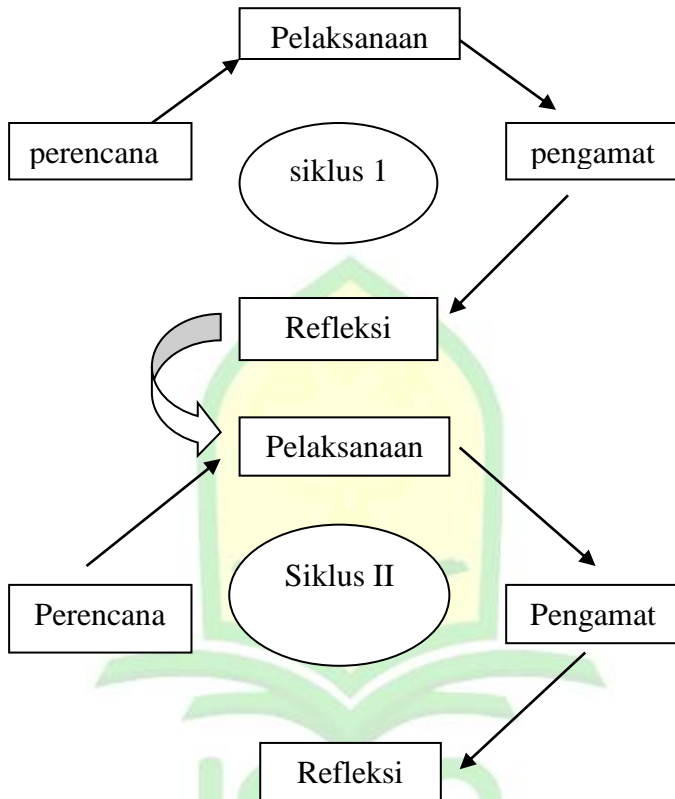 Pelaksanaan
perencana
siklus 1
pengamat
Refleksi
Pelaksanaan
Siklus II
Perencana
Pengamat
Refleksi